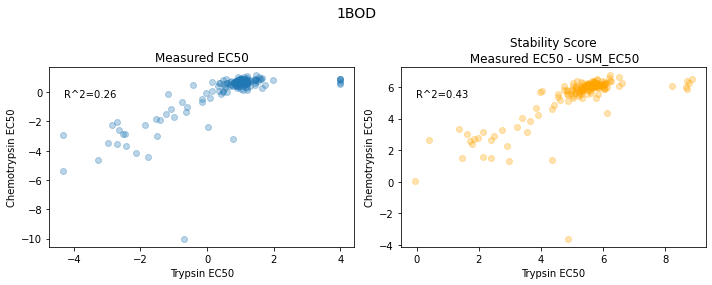 1BOD
Measured EC50
R^2=0.26
Chemotrypsin EC50
0
−2
−4
−6
−8
−10
−4
−2
0
2
4
Trypsin EC50
Stability Score
Measured EC50 - USM_EC50
R^2=0.43
Chemotrypsin EC50
6
4
2
0
−2
−4
0
2
4
6
8
Trypsin EC50